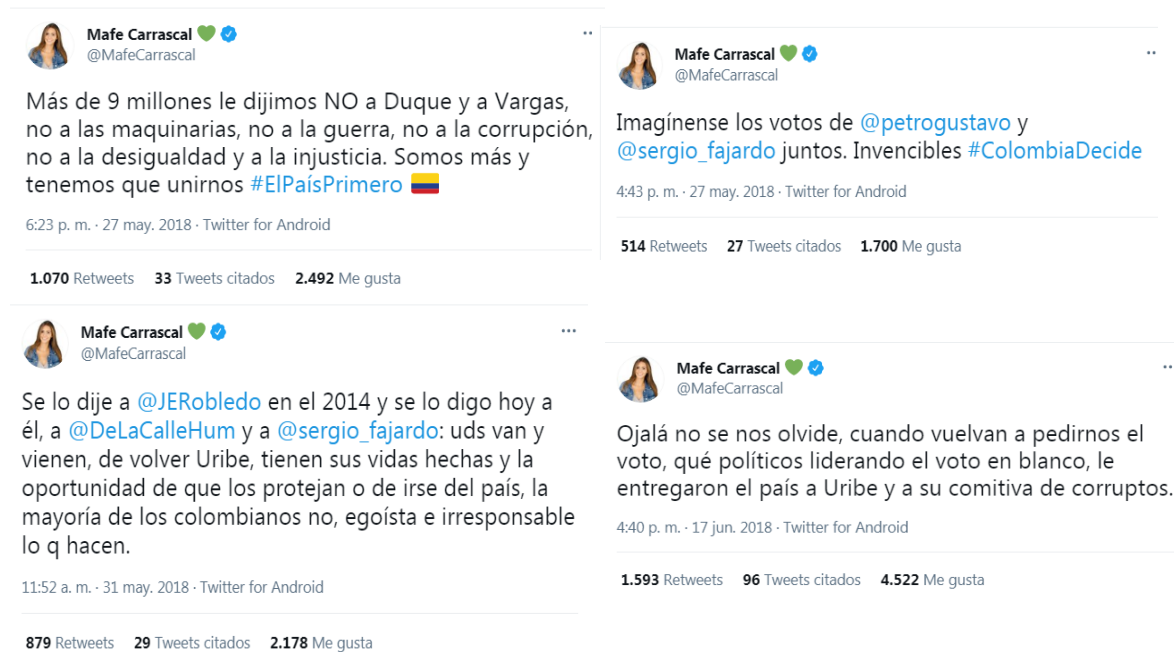 Mafe Carrascal 💚
@MafeCarrascal
Más de 9 millones le dijimos NO a Duque y a Vargas,
no a las maquinarias, no a la guerra, no a la corrupción,
no a la desigualdad y a la injusticia. Somos más y
tenemos que unirnos #ElPaísPrimero 🇨🇴
6:23 p. m. · 27 may. 2018 · Twitter for Android
1.070 Retweets 33 Tweets citados 2.492 Me gusta
Mafe Carrascal 💚
@MafeCarrascal
Imagínense los votos de @petrogustavo y
@sergio_fajardo juntos. Invencibles #ColombiaDecide
4:43 p. m. · 27 may. 2018 · Twitter for Android
514 Retweets 27 Tweets citados 1.700 Me gusta
Mafe Carrascal 💚
@MafeCarrascal
Se lo dije a @JERobledo en el 2014 y se lo digo hoy a
él, a @DeLaCalleHum y a @sergio_fajardo: uds van y
vienen, de volver Uribe, tienen sus vidas hechas y la
oportunidad de que los protejan o de irse del país, la
mayoría de los colombianos no, egoísta e irresponsable
lo q hacen.
11:52 a. m. · 31 may. 2018 · Twitter for Android
879 Retweets 29 Tweets citados 2.178 Me gusta
Mafe Carrascal 💚
@MafeCarrascal
Ojalá no se nos olvide, cuando vuelvan a pedirnos el
voto, qué políticos liderando el voto en blanco, le
entregaron el país a Uribe y a su comitiva de corruptos.
4:40 p. m. · 17 jun. 2018 · Twitter for Android
1.593 Retweets 96 Tweets citados 4.522 Me gusta